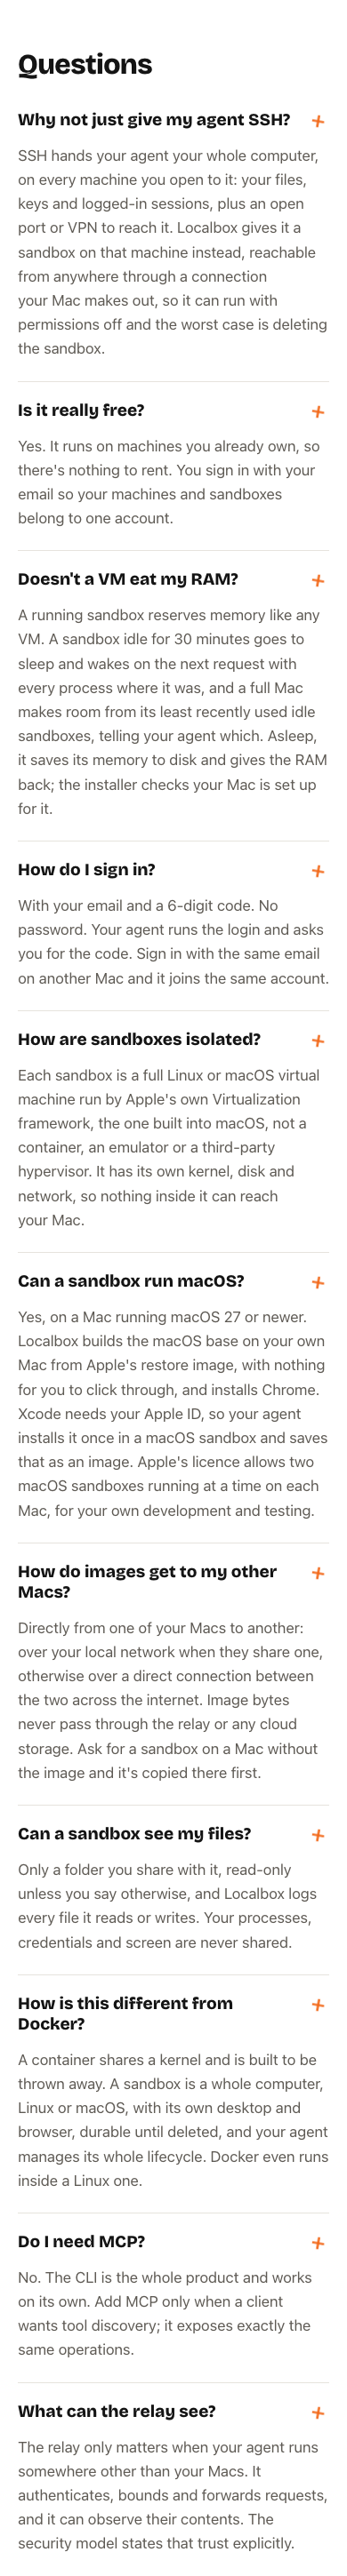 Questions
Why not just give my agent SSH?
SSH hands your agent your whole computer,
on every machine you open to it: your files,
keys and logged-in sessions, plus an open
port or VPN to reach it. Localbox gives it a
sandbox on that machine instead, reachable
from anywhere through a connection
your Mac makes out, so it can run with
permissions off and the worst case is deleting
the sandbox.
Is it really free?
Yes. It runs on machines you already own, so
there's nothing to rent. You sign in with your
email so your machines and sandboxes
belong to one account.
Doesn't a VM eat my RAM?
A running sandbox reserves memory like any
VM. A sandbox idle for 30 minutes goes to
sleep and wakes on the next request with
every process where it was, and a full Mac
makes room from its least recently used idle
sandboxes, telling your agent which. Asleep,
it saves its memory to disk and gives the RAM
back; the installer checks your Mac is set up
for it.
How do I sign in?
With your email and a 6-digit code. No
password. Your agent runs the login and asks
you for the code. Sign in with the same email
on another Mac and it joins the same account.
How are sandboxes isolated?
Each sandbox is a full Linux or macOS virtual
machine run by Apple's own Virtualization
framework, the one built into macOS, not a
container, an emulator or a third-party
hypervisor. It has its own kernel, disk and
network, so nothing inside it can reach
your Mac.
Can a sandbox run macOS?
Yes, on a Mac running macOS 27 or newer.
Localbox builds the macOS base on your own
Mac from Apple's restore image, with nothing
for you to click through, and installs Chrome.
Xcode needs your Apple ID, so your agent
installs it once in a macOS sandbox and saves
that as an image. Apple's licence allows two
macOS sandboxes running at a time on each
Mac, for your own development and testing.
How do images get to my other
Macs?
Directly from one of your Macs to another:
over your local network when they share one,
otherwise over a direct connection between
the two across the internet. Image bytes
never pass through the relay or any cloud
storage. Ask for a sandbox on a Mac without
the image and it's copied there first.
Can a sandbox see my files?
Only a folder you share with it, read-only
unless you say otherwise, and Localbox logs
every file it reads or writes. Your processes,
credentials and screen are never shared.
How is this different from
Docker?
A container shares a kernel and is built to be
thrown away. A sandbox is a whole computer,
Linux or macOS, with its own desktop and
browser, durable until deleted, and your agent
manages its whole lifecycle. Docker even runs
inside a Linux one.
Do I need MCP?
No. The CLI is the whole product and works
on its own. Add MCP only when a client
wants tool discovery; it exposes exactly the
same operations.
What can the relay see?
The relay only matters when your agent runs
somewhere other than your Macs. It
authenticates, bounds and forwards requests,
and it can observe their contents. The
security model states that trust explicitly.